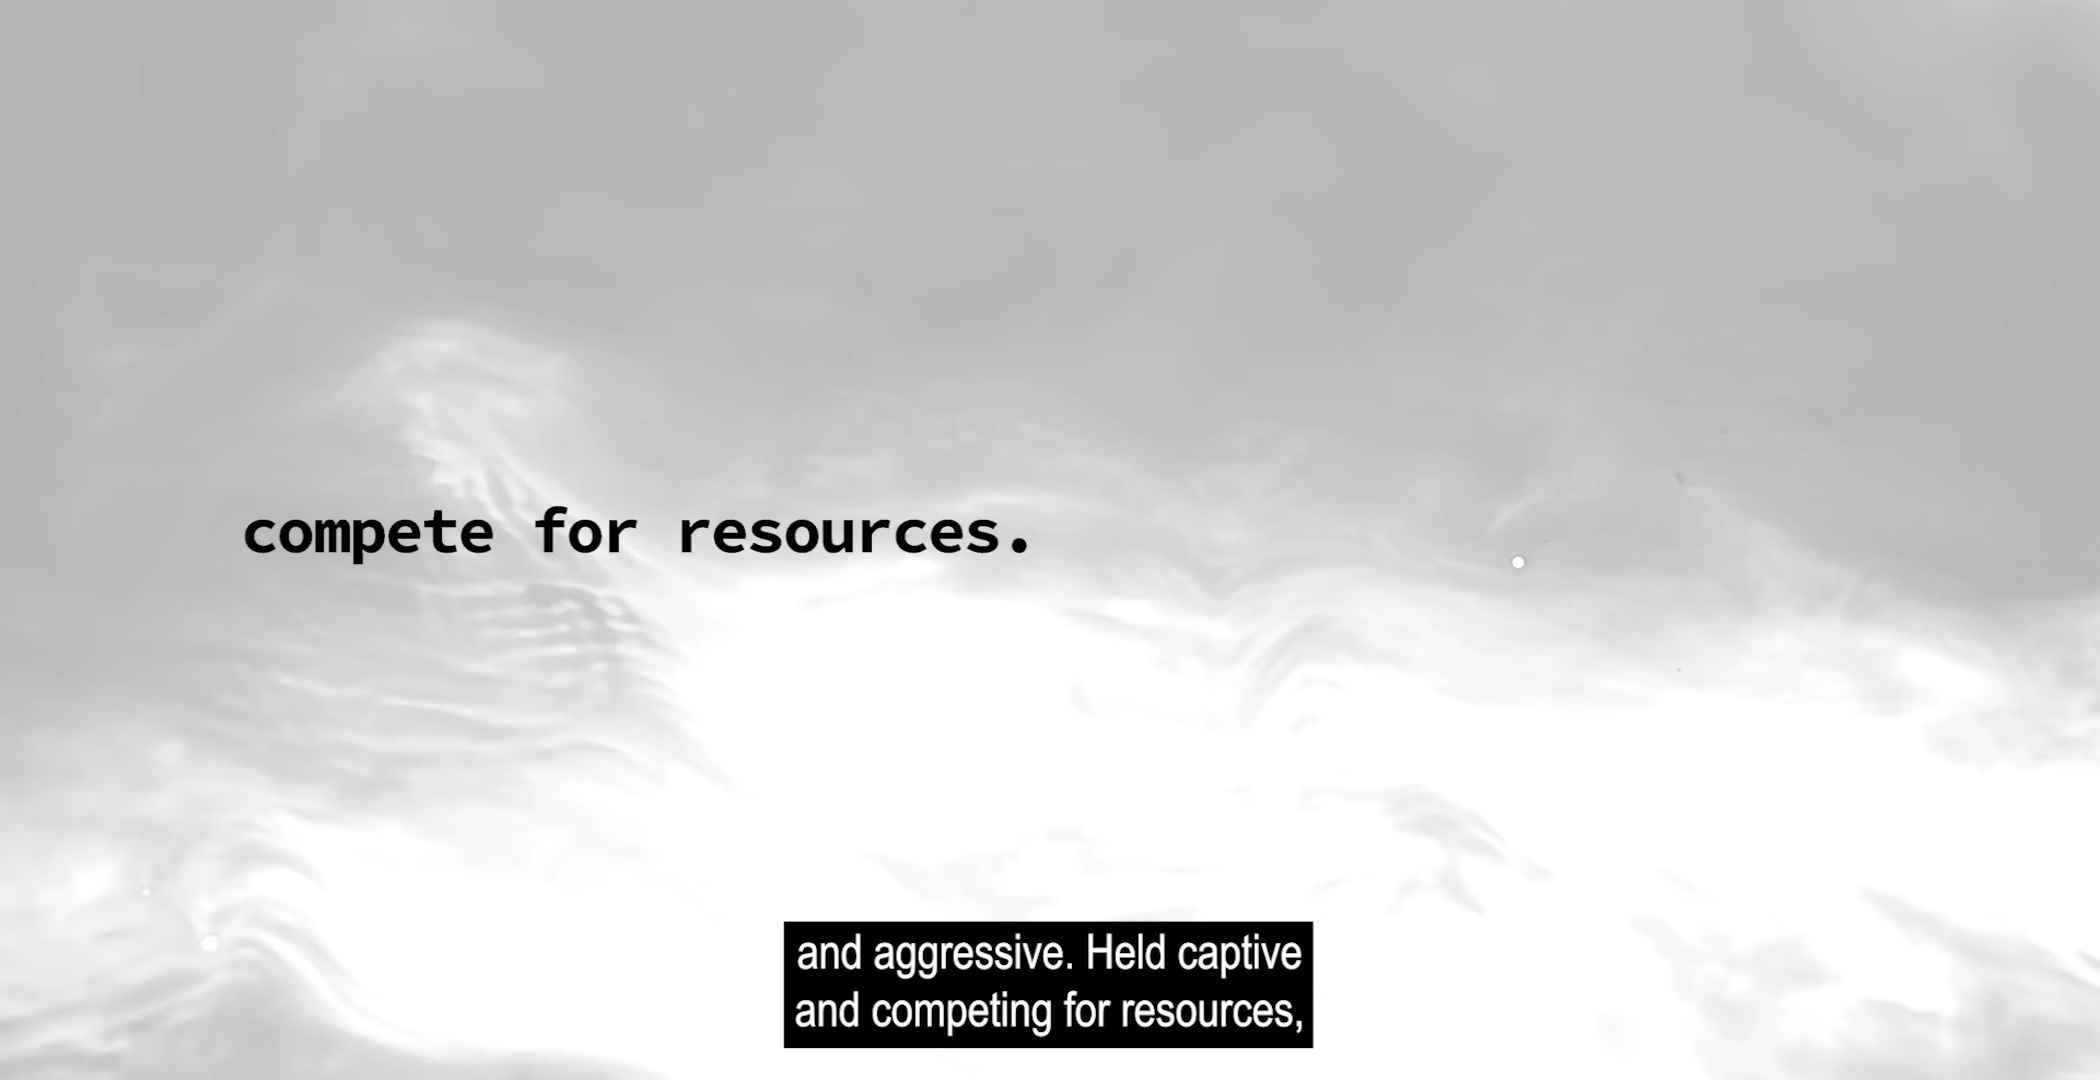 compete for resources.
and aggressive. Held captive
and competing for resources,